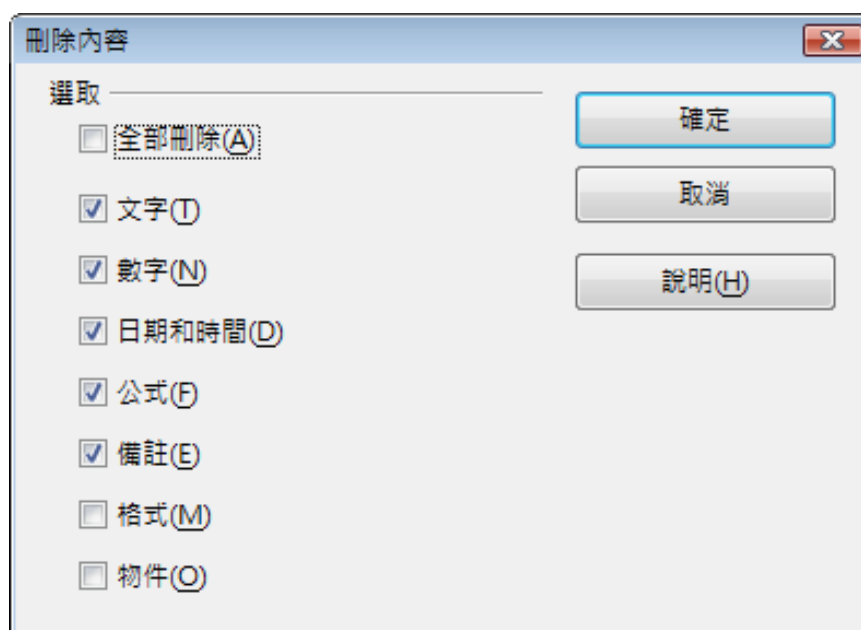 刪除內容
選取
全部刪除(A)
文字(T)
數字(N)
日期和時間(D)
公式(F)
備註(E)
格式(M)
物件(O)
確定
取消
說明(H)